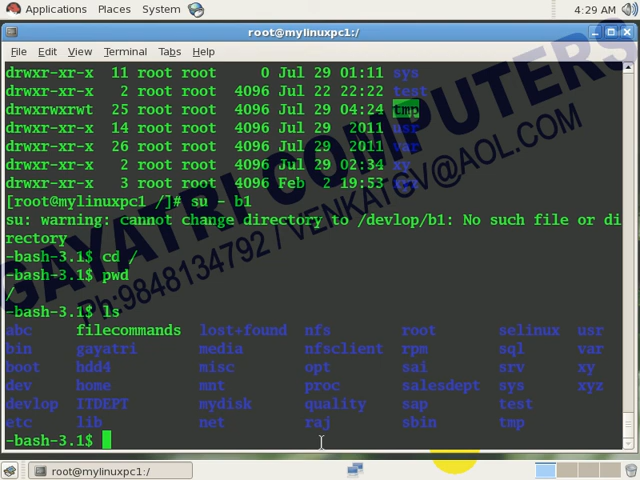 Applications Places System 4:29 AM
root@mylinuxpc1:/
File Edit View Terminal Tabs Help
drwxr-xr-x 11 root root 0 Jul 29 01:11 sys
drwxr-xr-x 2 root root 4096 Jul 22 22:22 test
drwxrwxrwt 25 root root 4096 Jul 29 04:24 tmp
drwxr-xr-x 14 root root 4096 Jul 29 2011 usr
drwxr-xr-x 26 root root 4096 Jul 29 2011 var
drwxr-xr-x 2 root root 4096 Jul 29 02:34 xy
drwxr-xr-x 3 root root 4096 Feb 2 19:53 xyz
[root@mylinuxpc1 /]# su - b1
su: warning: cannot change directory to /devlop/b1: No such file or di
rectory
-bash-3.1$ cd /
-bash-3.1$ pwd
/
-bash-3.1$ ls
abc filecommands lost+found nfs root selinux usr
bin gayatri media nfsclient rpm sql var
boot hdd4 misc opt sai srv xy
dev home mnt proc salesdept sys xyz
devlop ITDEPT mydisk quality sap test
etc lib net raj sbin tmp
-bash-3.1$
GAYATRI COMPUTERS
Ph:9848134792 / VENKATGV@AOL.COM
root@mylinuxpc1:/